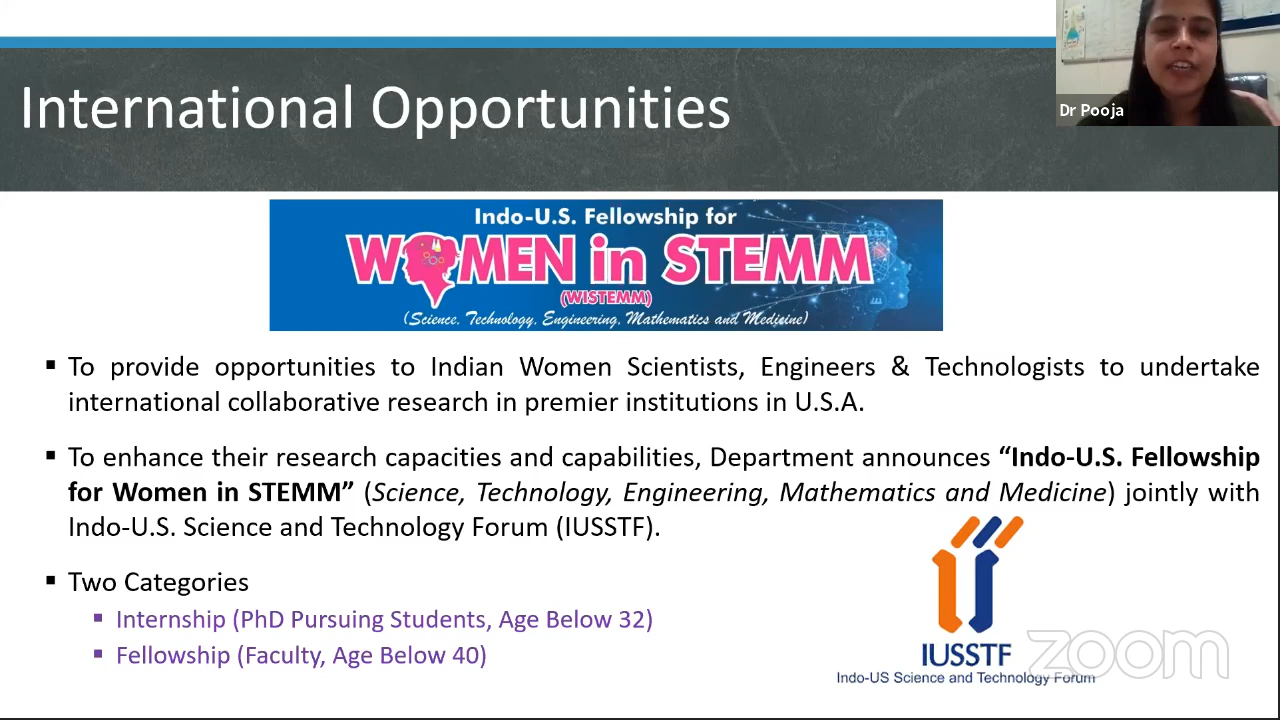 International Opportunities
Dr Pooja
Indo-U.S. Fellowship for
WOMEN in STEMM
(WISTEMM)
(Science, Technology, Engineering, Mathematics and Medicine)
▪ To provide opportunities to Indian Women Scientists, Engineers & Technologists to undertake
international collaborative research in premier institutions in U.S.A.
▪ To enhance their research capacities and capabilities, Department announces “Indo-U.S. Fellowship
for Women in STEMM” (Science, Technology, Engineering, Mathematics and Medicine) jointly with
Indo-U.S. Science and Technology Forum (IUSSTF).
▪ Two Categories
▪ Internship (PhD Pursuing Students, Age Below 32)
▪ Fellowship (Faculty, Age Below 40)
IUSSTF
Indo-US Science and Technology Forum
zoom